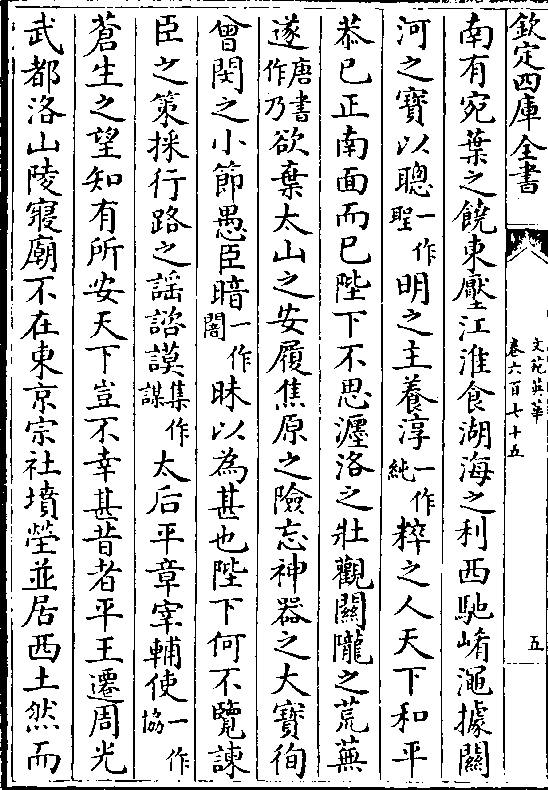 欽定四庫全書
文苑英華
卷六百七十五
五
南有宛葉之饒東壓江淮食湖海之利西馳崤澠據關
河之寶以聰一作聖明之主養淳一作純粹之人天下和平
恭已正南面而已陛下不思瀍洛之壯觀關隴之荒蕪
遂唐書作乃欲棄太山之安履焦原之險忘神器之大寶徇
曾閔之小節愚臣暗一作闇昧以為甚也陛下何不覽諫
臣之策採行路之謡諮謨集作謀太后平章宰輔使一作協
蒼生之望知有所安天下豈不幸甚昔者平王遷周光
武都洛山陵寢廟不在東京宗社墳塋並居西土然而